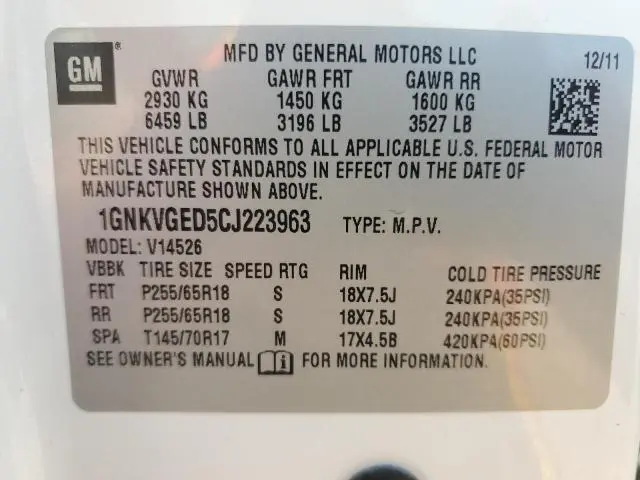 GM ® MFD BY GENERAL MOTORS LLC 12/11
GVWR GAWR FRT GAWR RR
2930 KG 1450 KG 1600 KG
6459 LB 3196 LB 3527 LB
THIS VEHICLE CONFORMS TO ALL APPLICABLE U.S. FEDERAL MOTOR
VEHICLE SAFETY STANDARDS IN EFFECT ON THE DATE OF
MANUFACTURE SHOWN ABOVE.
1GNKVGED5CJ223963 TYPE: M.P.V.
MODEL: V14526
VBBK TIRE SIZE SPEED RTG RIM COLD TIRE PRESSURE
FRT P255/65R18 S 18X7.5J 240KPA(35PSI)
RR P255/65R18 S 18X7.5J 240KPA(35PSI)
SPA T145/70R17 M 17X4.5B 420KPA(60PSI)
SEE OWNER'S MANUAL i FOR MORE INFORMATION.